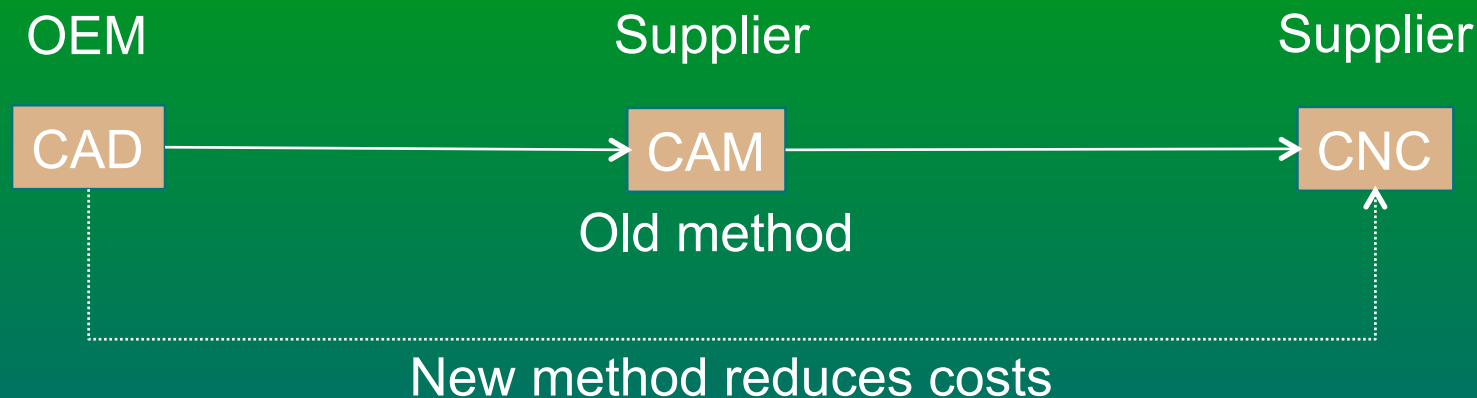 OEM
Supplier
Supplier
CAD
CAM
CNC
Old method
New method reduces costs